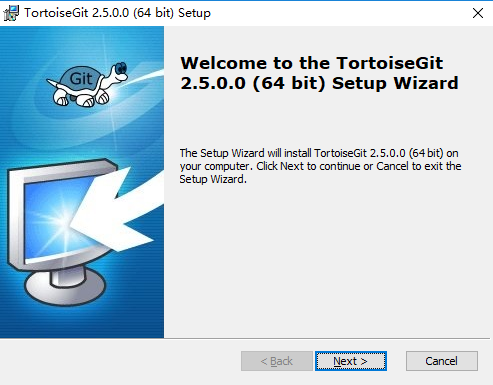 TortoiseGit 2.5.0.0 (64 bit) Setup
Git
Welcome to the TortoiseGit
2.5.0.0 (64 bit) Setup Wizard
The Setup Wizard will install TortoiseGit 2.5.0.0 (64 bit) on
your computer. Click Next to continue or Cancel to exit the
Setup Wizard.
< Back
Next >
Cancel